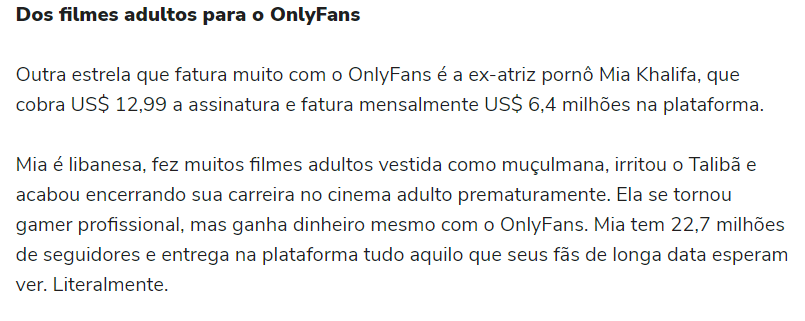 Dos filmes adultos para o OnlyFans
Outra estrela que fatura muito com o OnlyFans é a ex-atriz pornô Mia Khalifa, que
cobra US$ 12,99 a assinatura e fatura mensalmente US$ 6,4 milhões na plataforma.
Mia é libanesa, fez muitos filmes adultos vestida como muçulmana, irritou o Talibã e
acabou encerrando sua carreira no cinema adulto prematuramente. Ela se tornou
gamer profissional, mas ganha dinheiro mesmo com o OnlyFans. Mia tem 22,7 milhões
de seguidores e entrega na plataforma tudo aquilo que seus fãs de longa data esperam
ver. Literalmente.